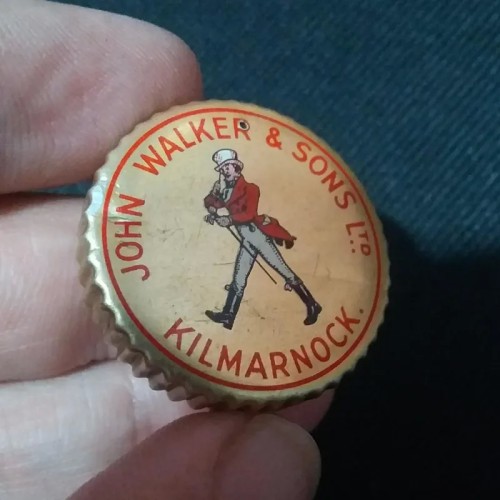 JOHN WALKER & SONS LTD.
KILMARNOCK.